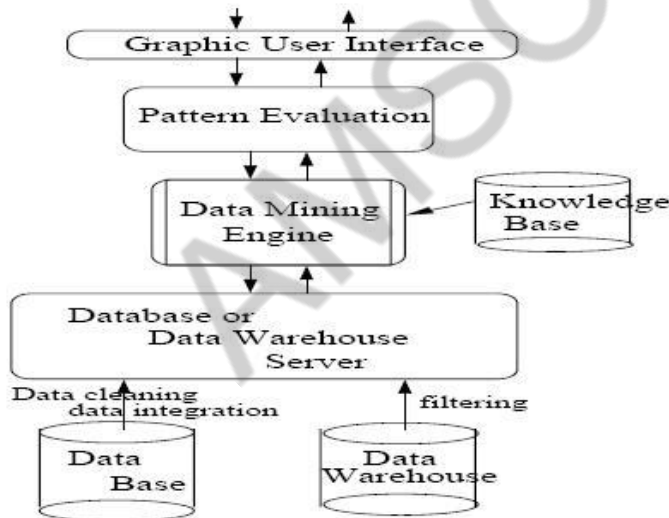 Graphic User Interface
Pattern Evaluation
Data Mining
Engine
Knowledge
Base
Database or
Data Warehouse
Server
Data cleaning
data integration
filtering
Data
Base
Data
Warehouse